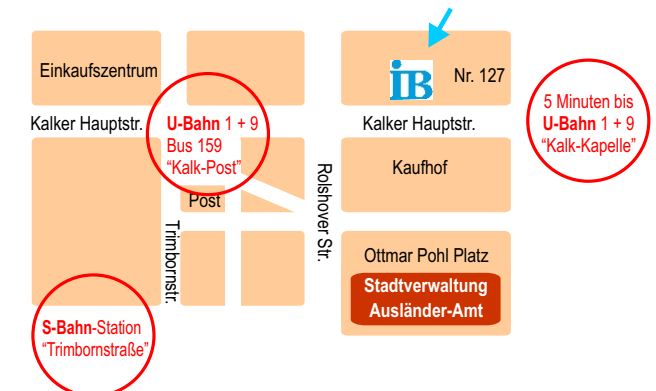 Einkaufszentrum
iB
Nr. 127
Kalker Hauptstr.
U-Bahn 1 + 9
Bus 159
“Kalk-Post”
Kalker Hauptstr.
5 Minuten bis
U-Bahn 1 + 9
“Kalk-Kapelle”
Kaufhof
Post
Trimbornstr.
Rolshover Str.
Ottmar Pohl Platz
Stadtverwaltung
Ausländer-Amt
S-Bahn-Station
“Trimbornstraße”